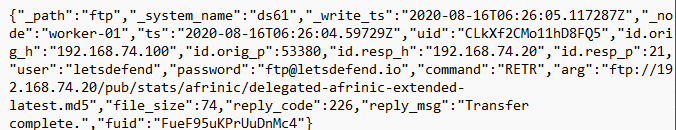 {"_path":"ftp","_system_name":"ds61","_write_ts":"2020-08-16T06:26:05.117287Z","_no
de":"worker-01","ts":"2020-08-16T06:26:04.59729Z","uid":"CLkXf2CMo11hD8FQ5","id.ori
g_h":"192.168.74.100","id.orig_p":53380,"id.resp_h":"192.168.74.20","id.resp_p":21,
"user":"letsdefend","password":"ftp@letsdefend.io","command":"RETR","arg":"ftp://19
2.168.74.20/pub/stats/afrinic/delegated-afrinic-extended-
latest.md5","file_size":74,"reply_code":226,"reply_msg":"Transfer
complete.","fuid":"FueF95uKPrUuDnMc4"}